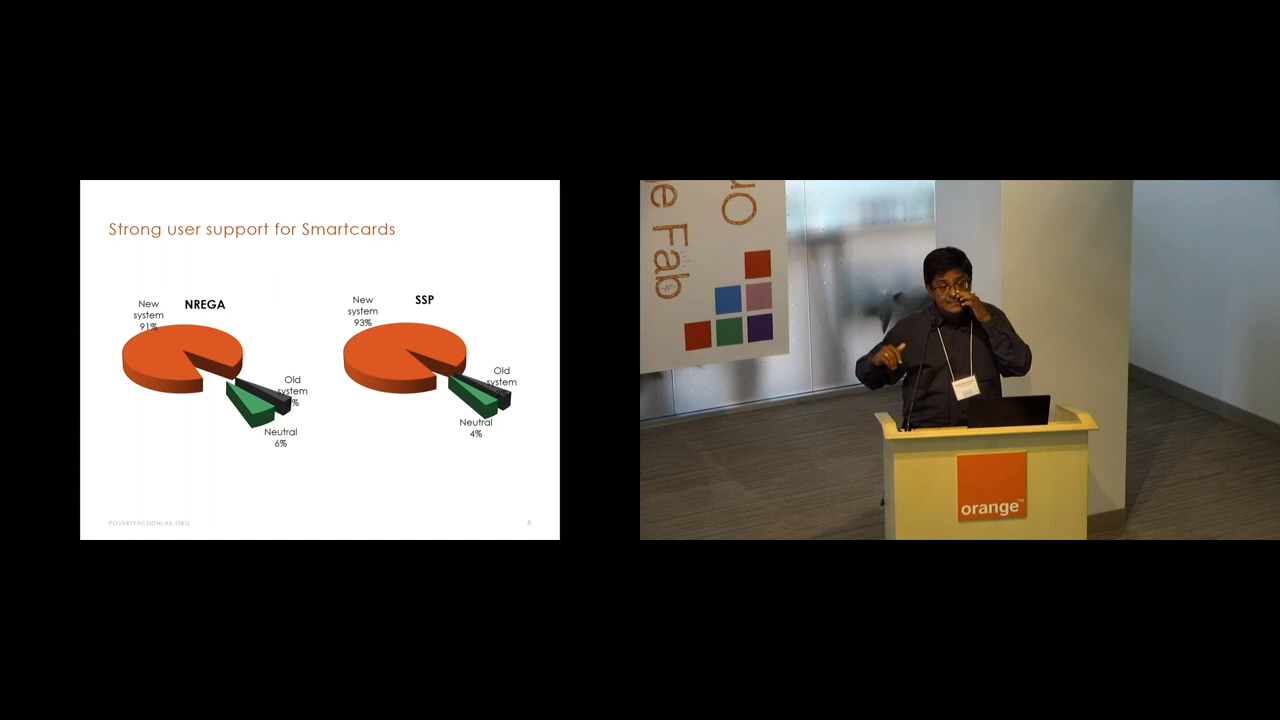 Strong user support for Smartcards
NREGA
New
system
91%
Old
system
Neutral
6%
SSP
New
system
93%
Old
system
Neutral
4%
POVERTYACTIONLAB.ORG
8
Fab
orange™